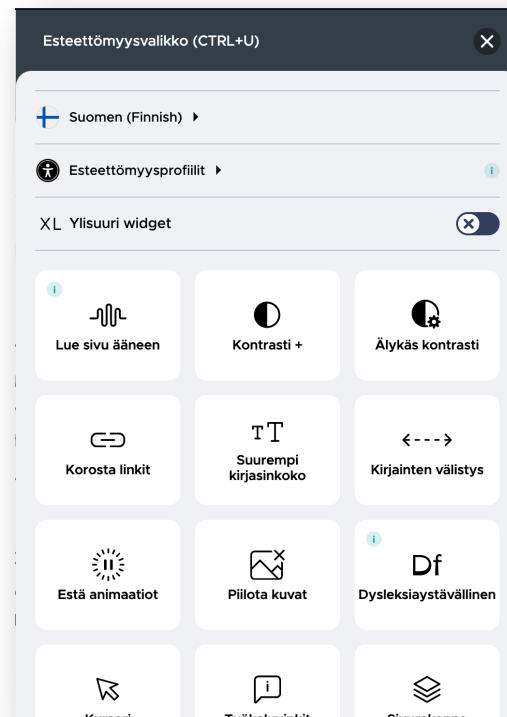 Esteettömyysvalikko (CTRL+U)
Suomen (Finnish)
Esteettömyysprofiilit
XL Ylisuuri widget
Lue sivu ääneen
Kontrasti +
Älykäs kontrasti
Korosta linkit
TT
Suurempi
kirjasinkoko
Kirjainten välistys
Estä animaatiot
Piilota kuvat
Df
Dysleksiaystävällinen